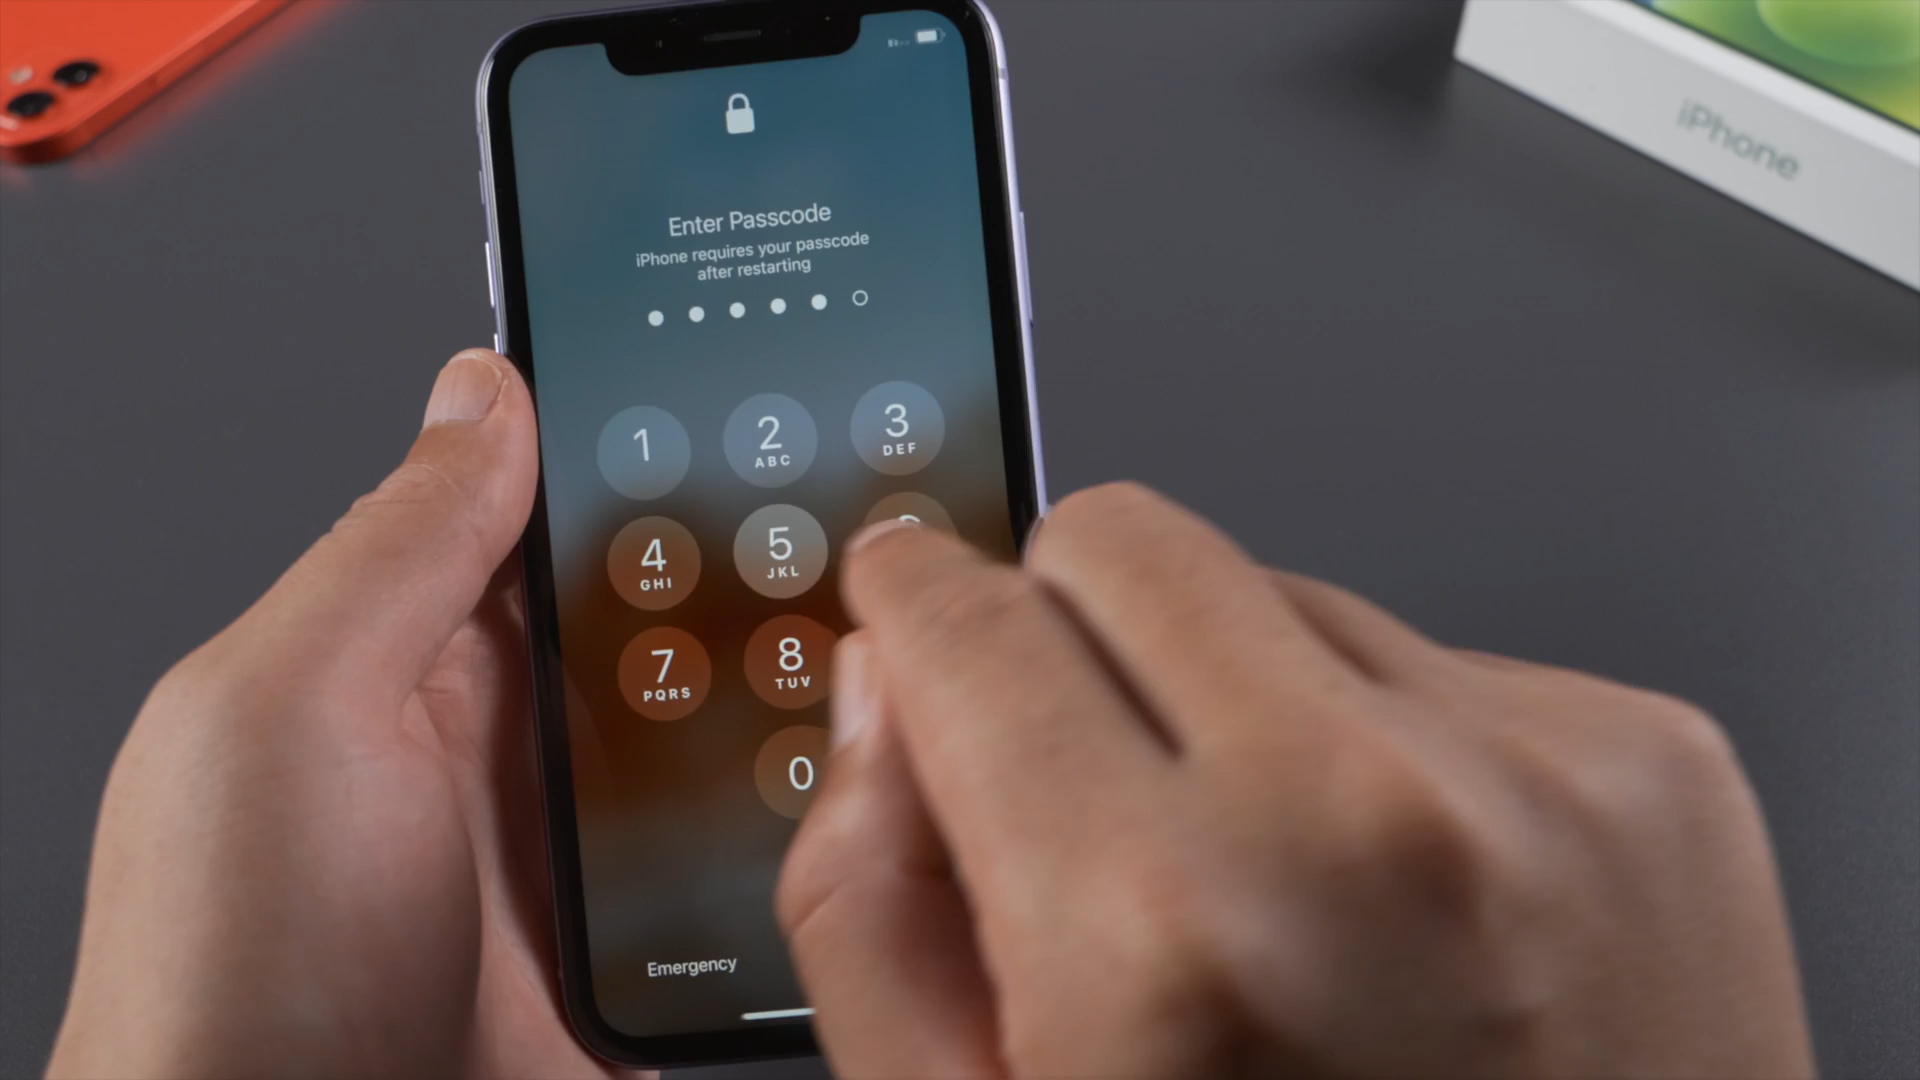 iPhone
Enter Passcode
iPhone requires your passcode
after restarting
1
2
ABC
3
DEF
4
GHI
5
JKL
7
PQRS
8
TUV
0
Emergency